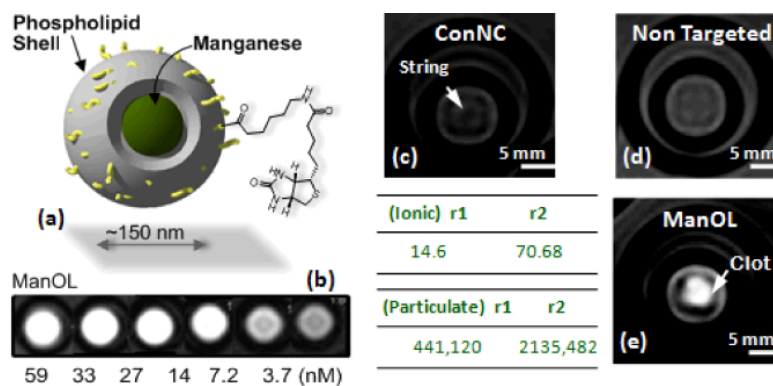 Phospholipid
Shell
Manganese
(a)
~150 nm
(b)
ManOL
59 33 27 14 7.2 3.7 (nM)
ConNC
String
(c)
5 mm
Non Targeted
(d)
5 mm
(Ionic) r1 r2
14.6 70.68
(Particulate) r1 r2
441,120 2135,482
ManOL
Clot
(e)
5 mm